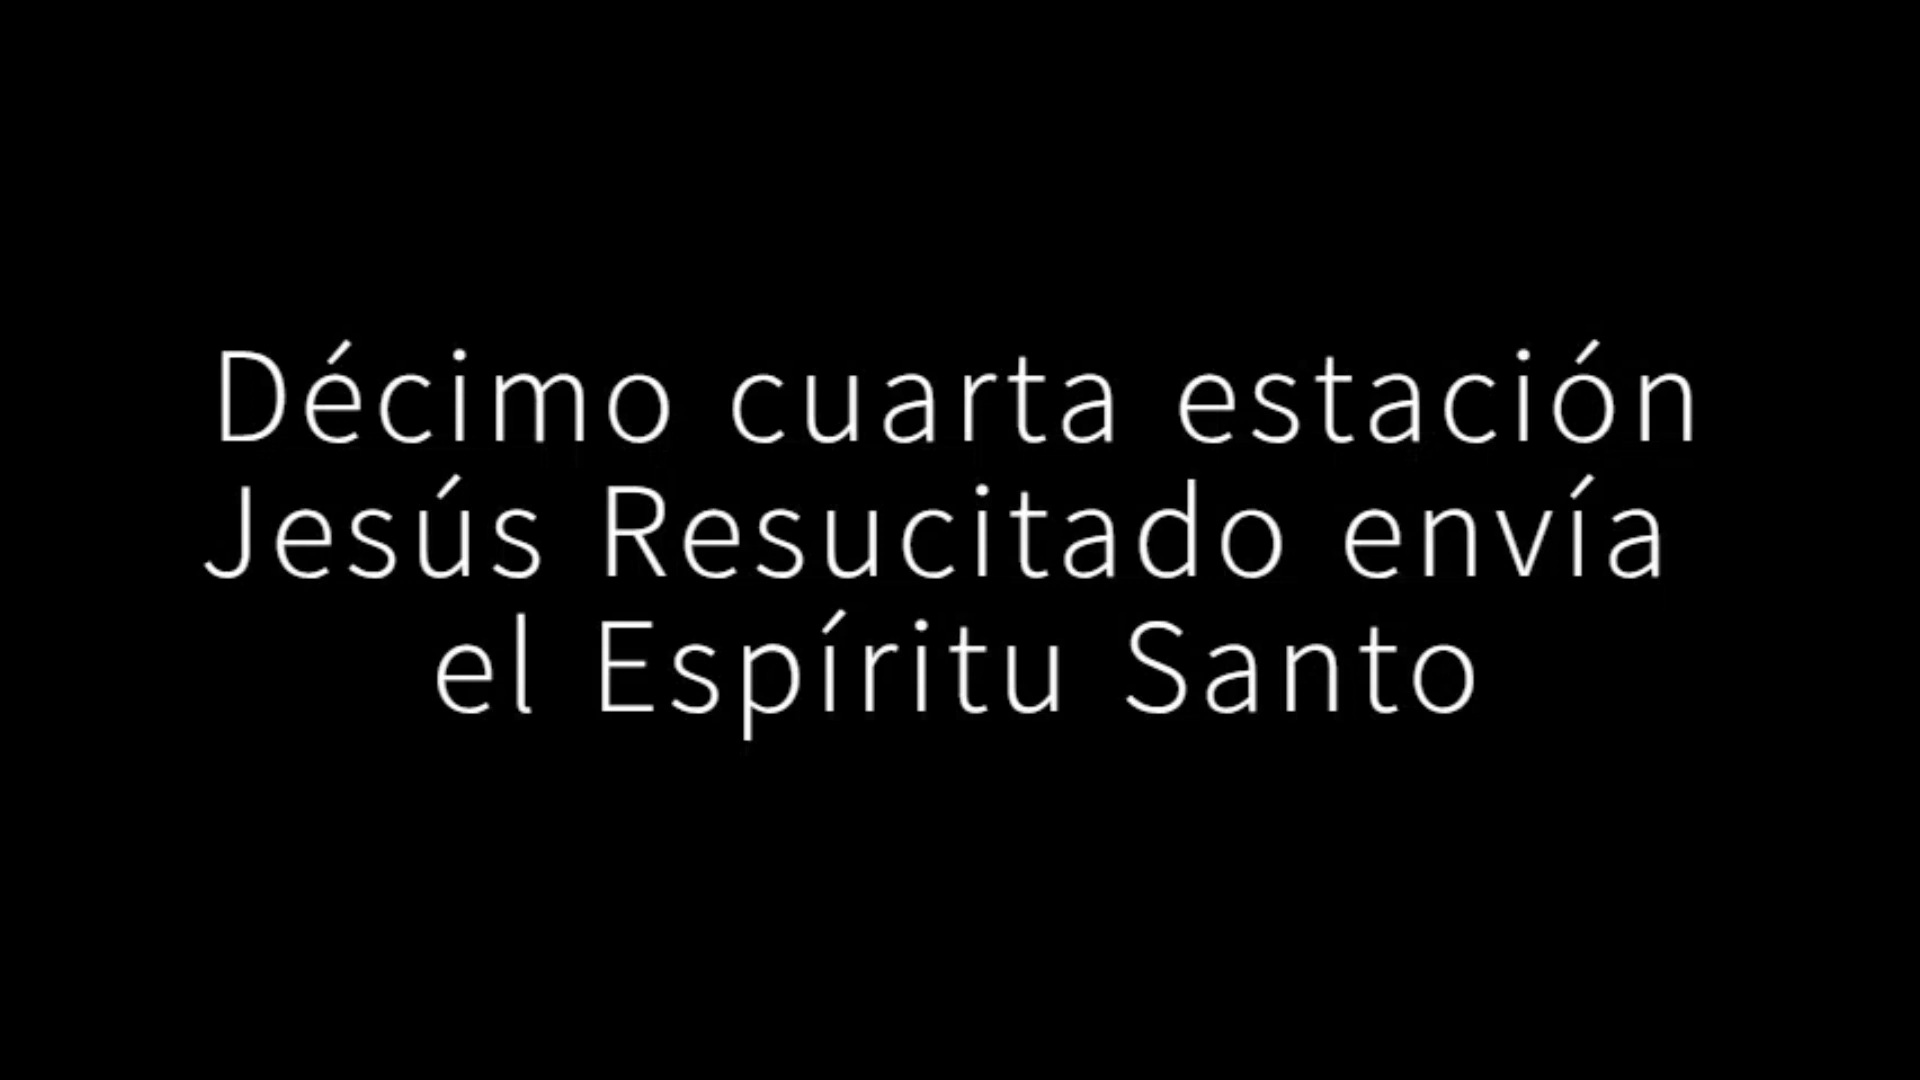 Décimo cuarta estación
Jesús Resucitado envía
el Espíritu Santo